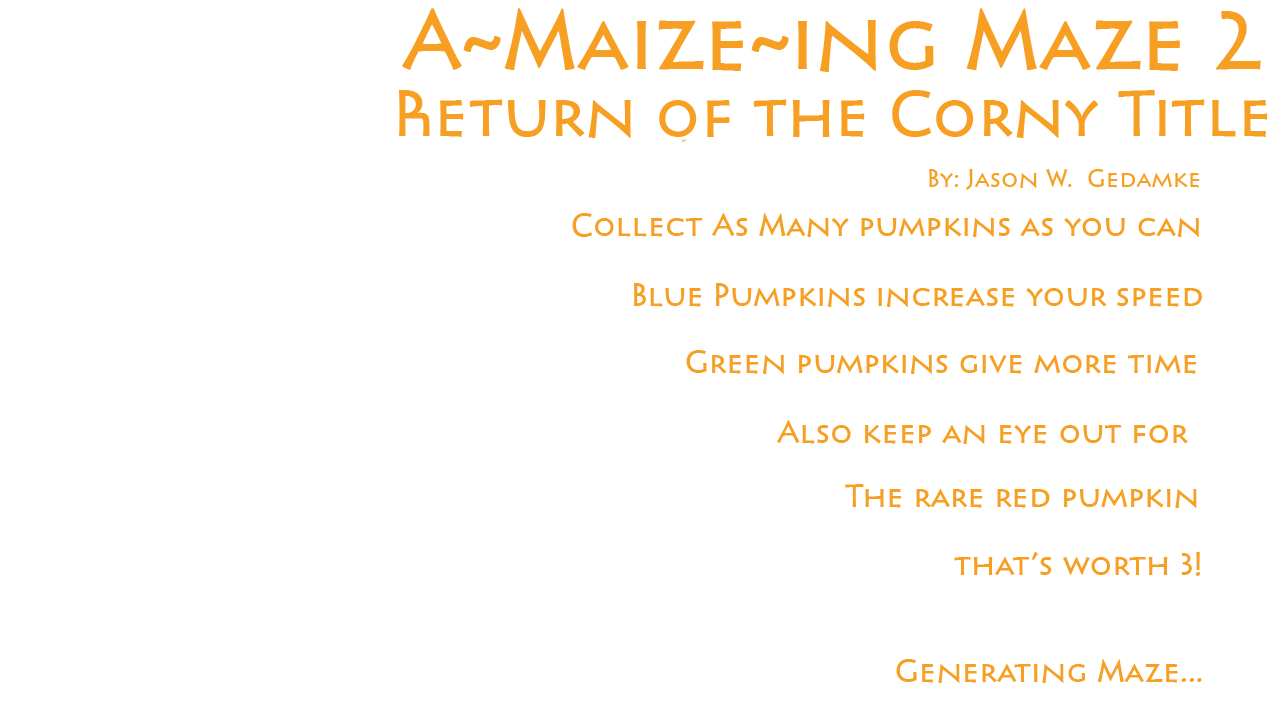 A~Maize~ing Maze 2
Return of the Corny Title
By: Jason W. Gedamke
Collect As Many pumpkins as you can
Blue Pumpkins increase your speed
Green pumpkins give more time
Also keep an eye out for
The rare red pumpkin
that's worth 3!
Generating Maze...